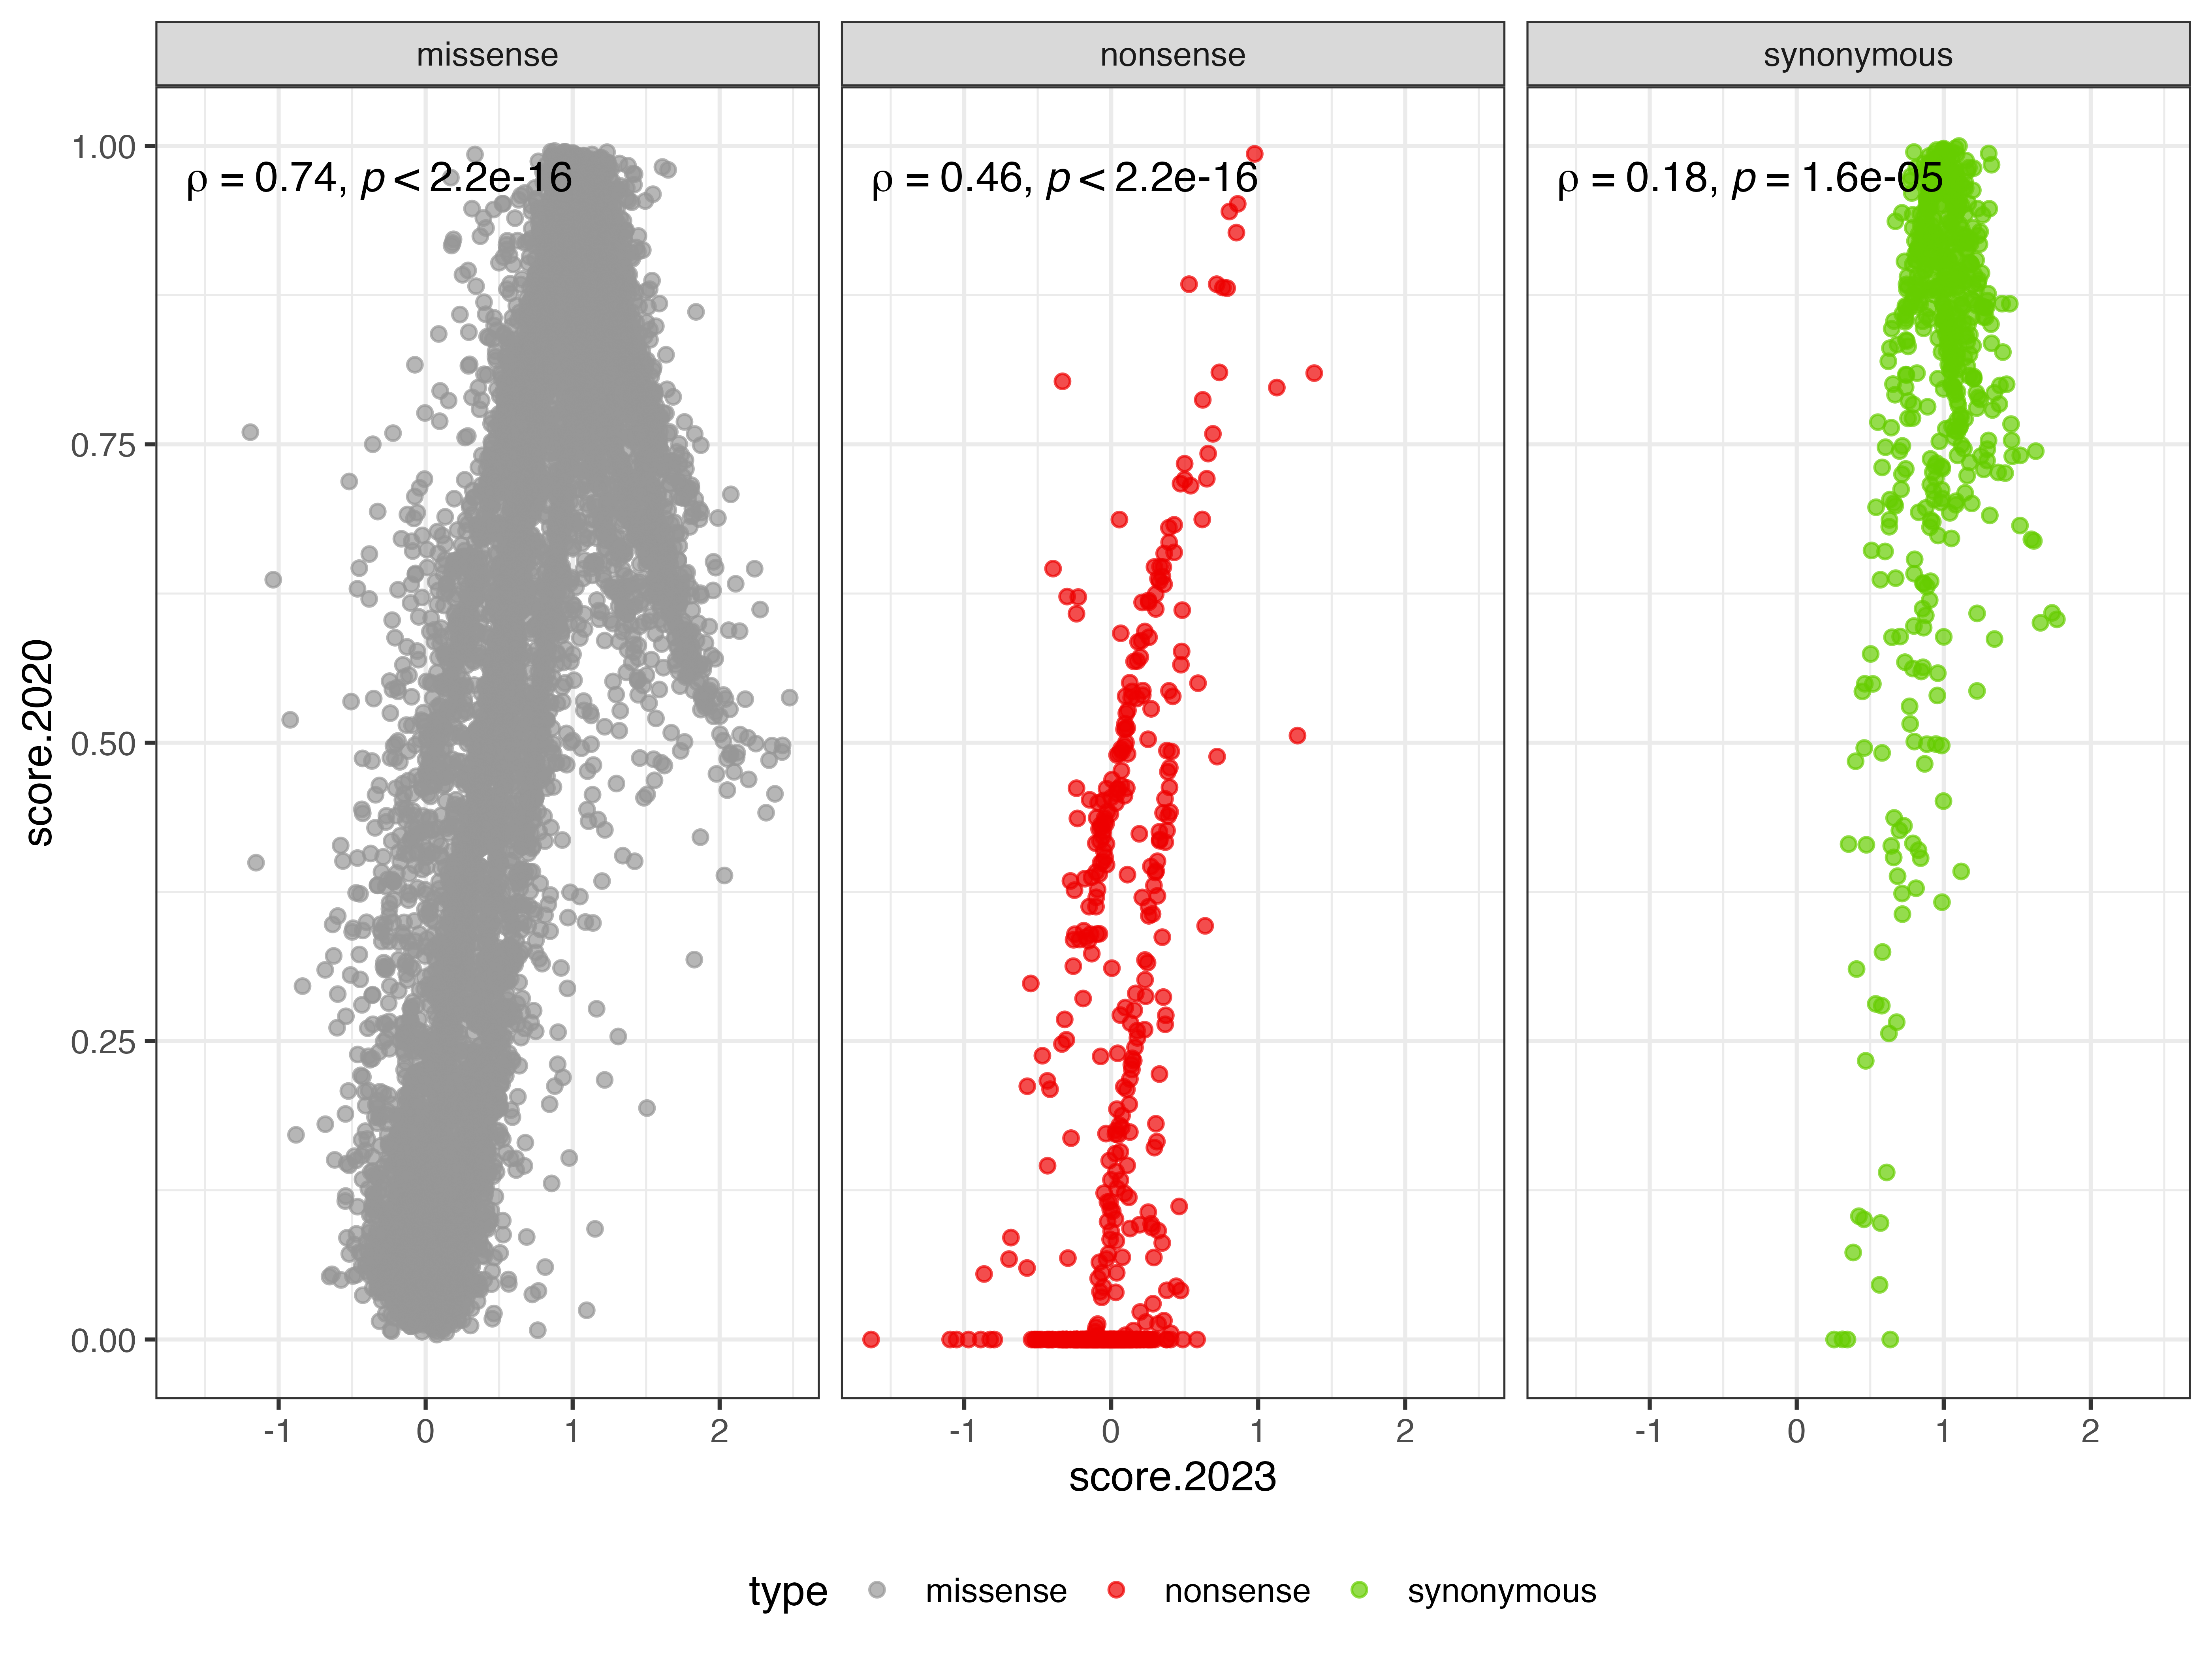 missense nonsense synonymous
ρ = 0.74, p < 2.2e-16 ρ = 0.46, p < 2.2e-16 ρ = 0.18, p = 1.6e-05
1.00
0.75
0.50
0.25
0.00
score.2020
-1 0 1 2 -1 0 1 2 -1 0 1 2
score.2023
type missense nonsense synonymous